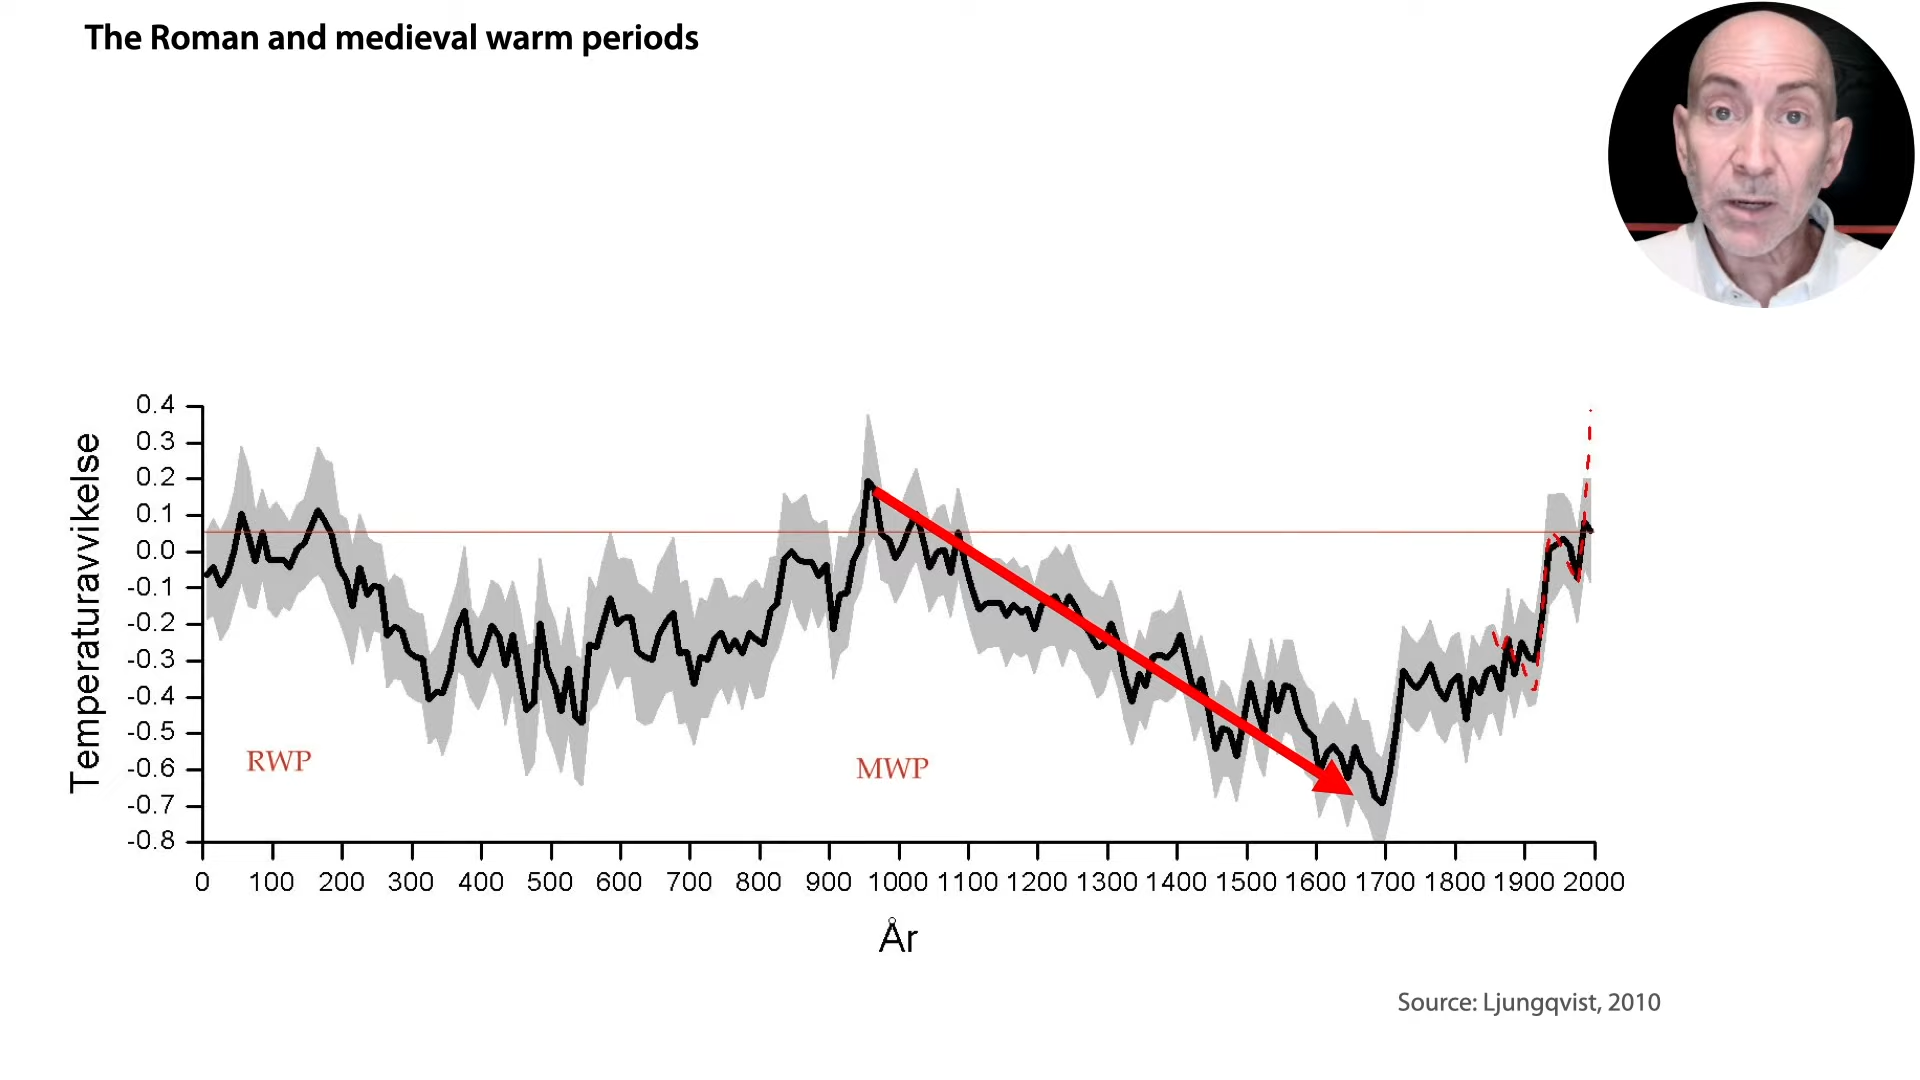 The Roman and medieval warm periods
Temperaturavvikelse
0.4
0.3
0.2
0.1
0.0
-0.1
-0.2
-0.3
-0.4
-0.5
-0.6
-0.7
-0.8
RWP
MWP
0 100 200 300 400 500 600 700 800 900 1000 1100 1200 1300 1400 1500 1600 1700 1800 1900 2000
År
Source: Ljungqvist, 2010